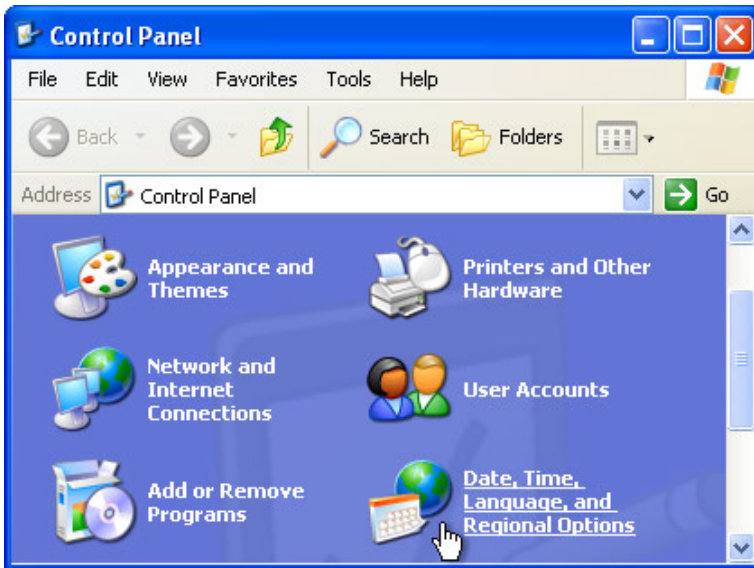 Control Panel
File Edit View Favorites Tools Help
Back Search Folders
Address Control Panel Go
Appearance and
Themes
Printers and Other
Hardware
Network and
Internet
Connections
User Accounts
Add or Remove
Programs
Date, Time,
Language, and
Regional Options